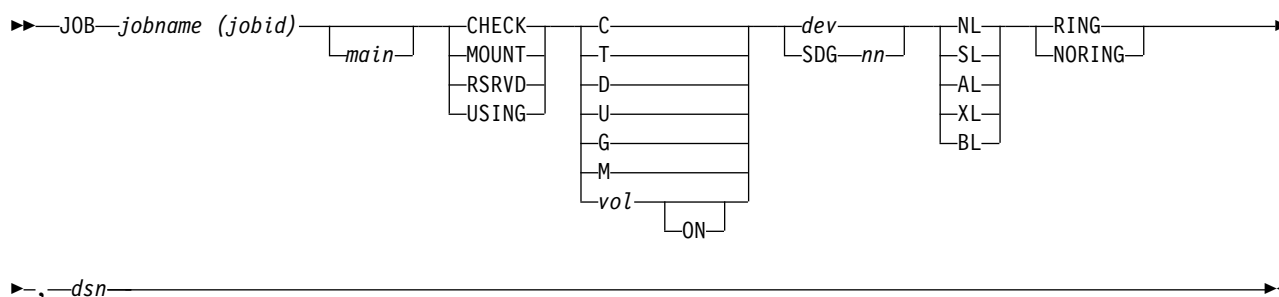 JOB jobname (jobid) CHECK C dev NL RING
main MOUNT T SDG nn SL NORING
RSRVD D AL
USING U XL
G BL
M
vol
ON
, dsn